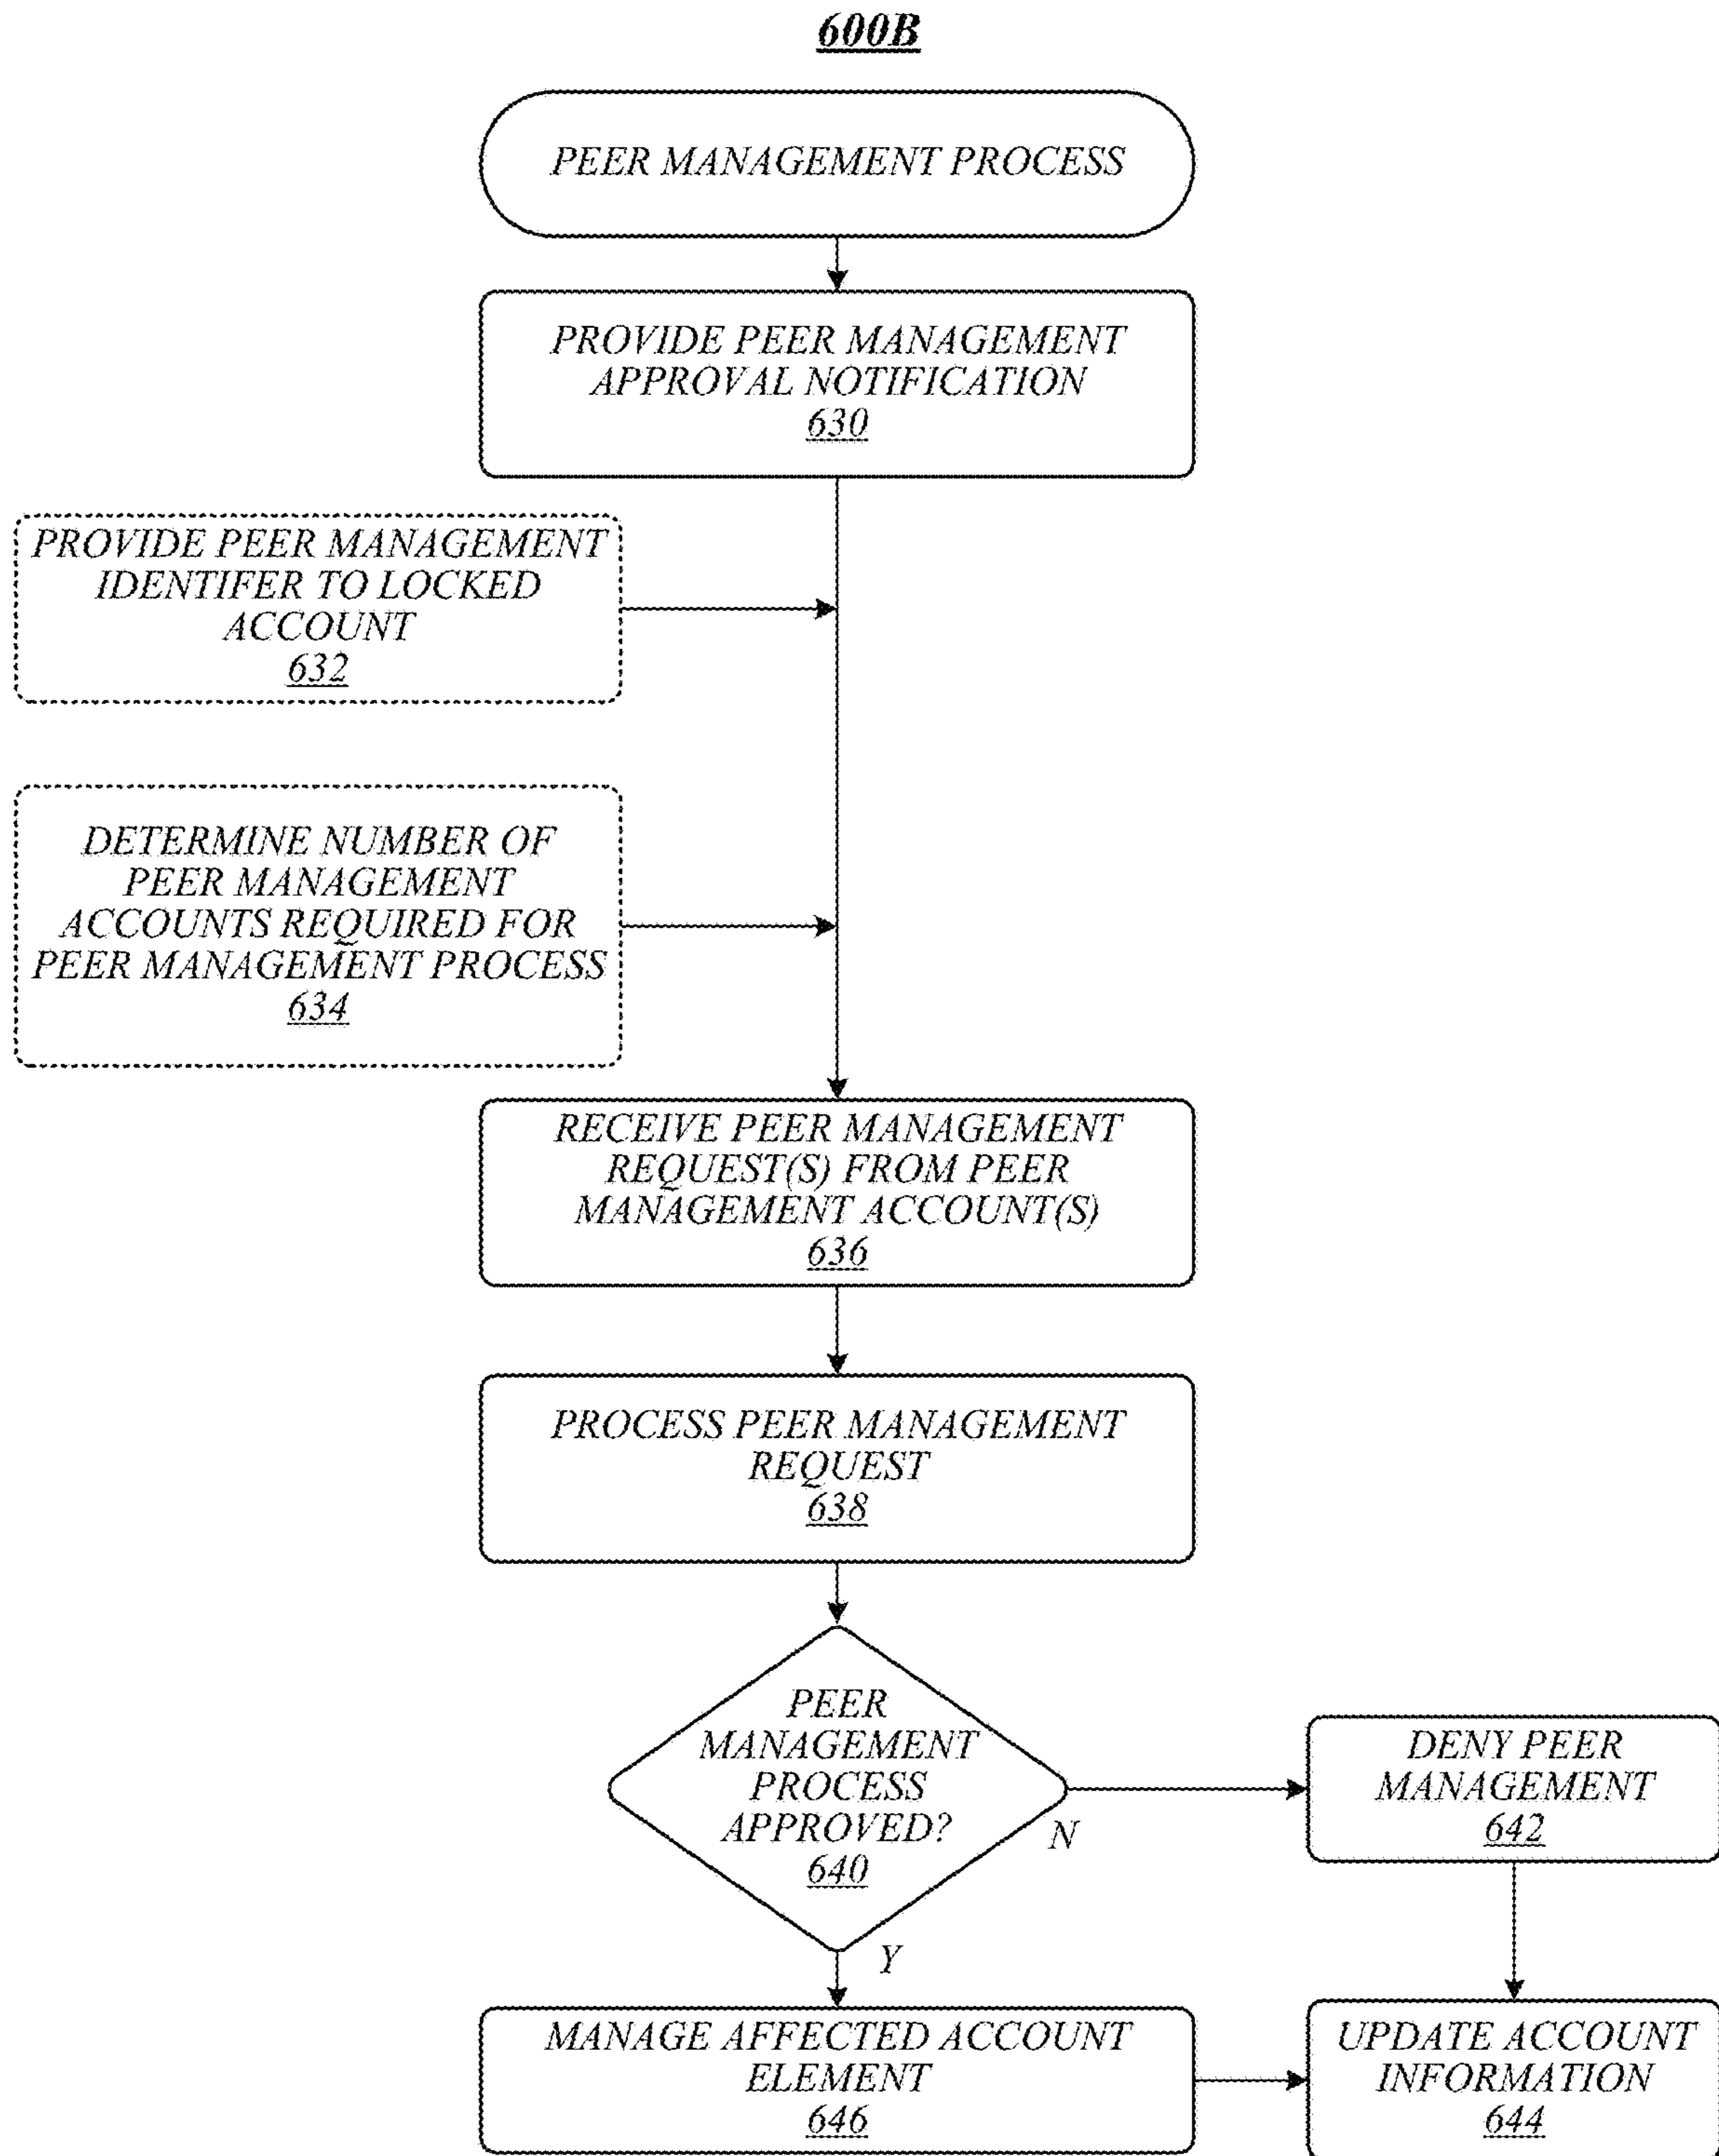 600B
PEER MANAGEMENT PROCESS
PROVIDE PEER MANAGEMENT
APPROVAL NOTIFICATION
630
PROVIDE PEER MANAGEMENT
IDENTIFER TO LOCKED
ACCOUNT
632
DETERMINE NUMBER OF
PEER MANAGEMENT
ACCOUNTS REQUIRED FOR
PEER MANAGEMENT PROCESS
634
RECEIVE PEER MANAGEMENT
REQUEST(S) FROM PEER
MANAGEMENT ACCOUNT(S)
636
PROCESS PEER MANAGEMENT
REQUEST
638
PEER
MANAGEMENT
PROCESS
APPROVED?
640
N
DENY PEER
MANAGEMENT
642
Y
MANAGE AFFECTED ACCOUNT
ELEMENT
646
UPDATE ACCOUNT
INFORMATION
644